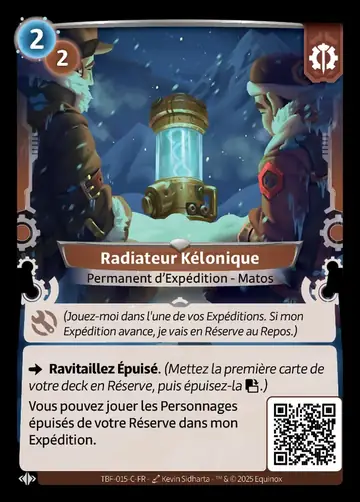 2
2
Radiateur Kélonique
Permanent d'Expédition - Matos
(Jouez-moi dans l'une de vos Expéditions. Si mon
Expédition avance, je vais en Réserve au Repos.)
Ravitaillez Épuisé. (Mettez la première carte de
votre deck en Réserve, puis épuisez-la.)
Vous pouvez jouer les Personnages
épuisés de votre Réserve dans mon
Expédition.
TBF-015-C-FR - Kevin Sidharta - ™ & © 2025 Equinox